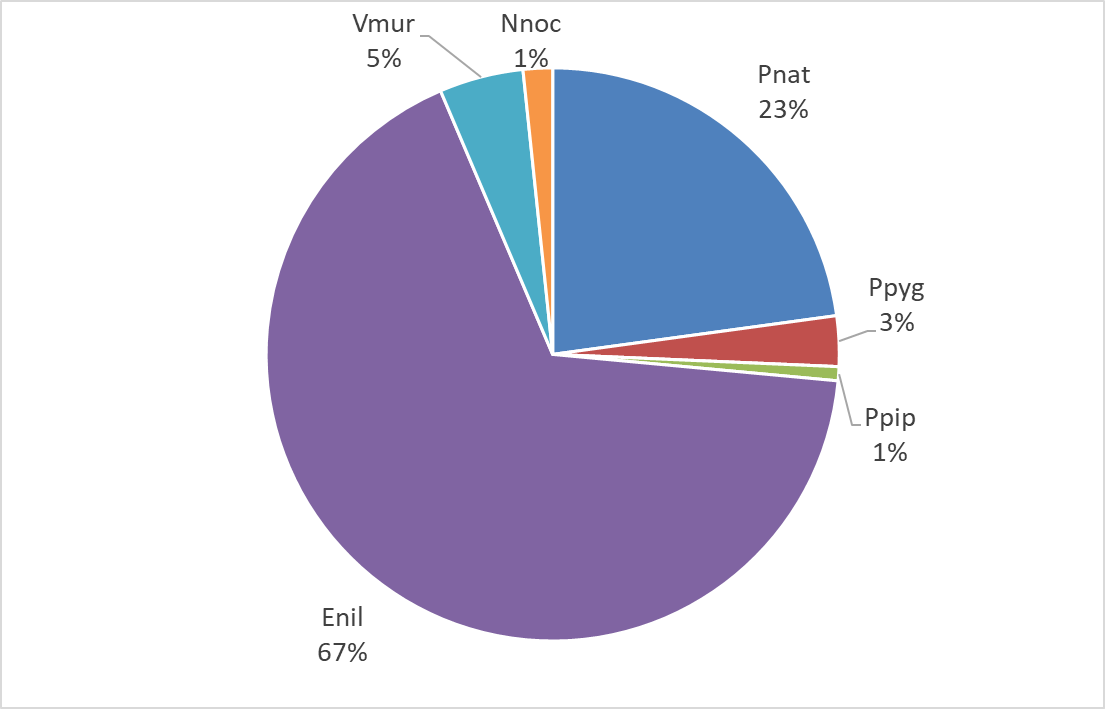 Vmur
5%
Nnoc
1%
Pnat
23%
Ppyg
3%
Ppip
1%
Enil
67%